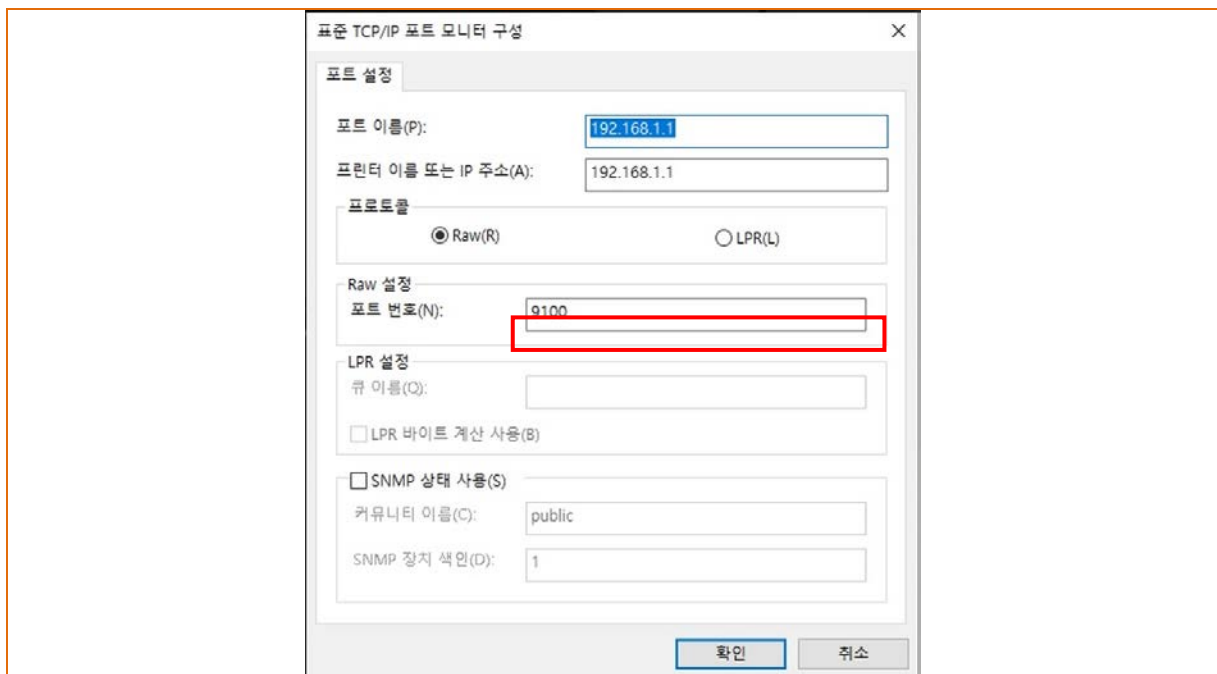 표준 TCP/IP 포트 모니터 구성
포트 설정
포트 이름(P): 192.168.1.1
프린터 이름 또는 IP 주소(A): 192.168.1.1
프로토콜
Raw(R) LPR(L)
Raw 설정
포트 번호(N): 9100
LPR 설정
큐 이름(Q):
LPR 바이트 계산 사용(B)
SNMP 상태 사용(S)
커뮤니티 이름(C): public
SNMP 장치 색인(D): 1
확인 취소